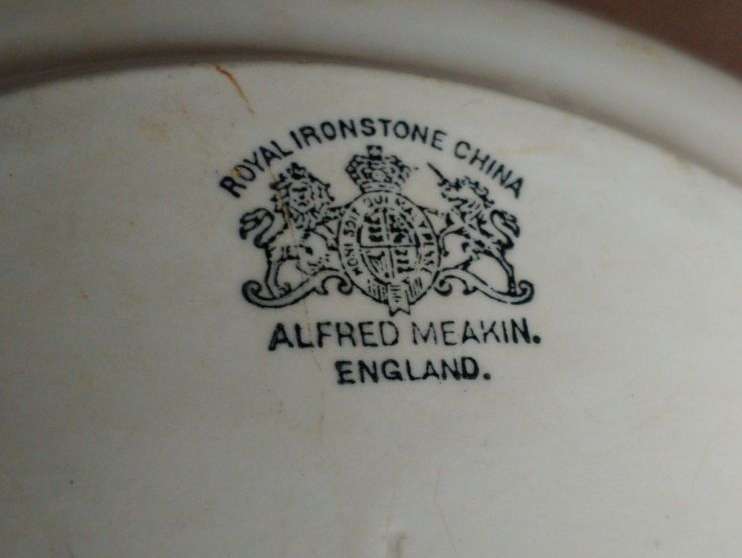 ROYAL IRONSTONE CHINA
ALFRED MEAKIN.
ENGLAND.